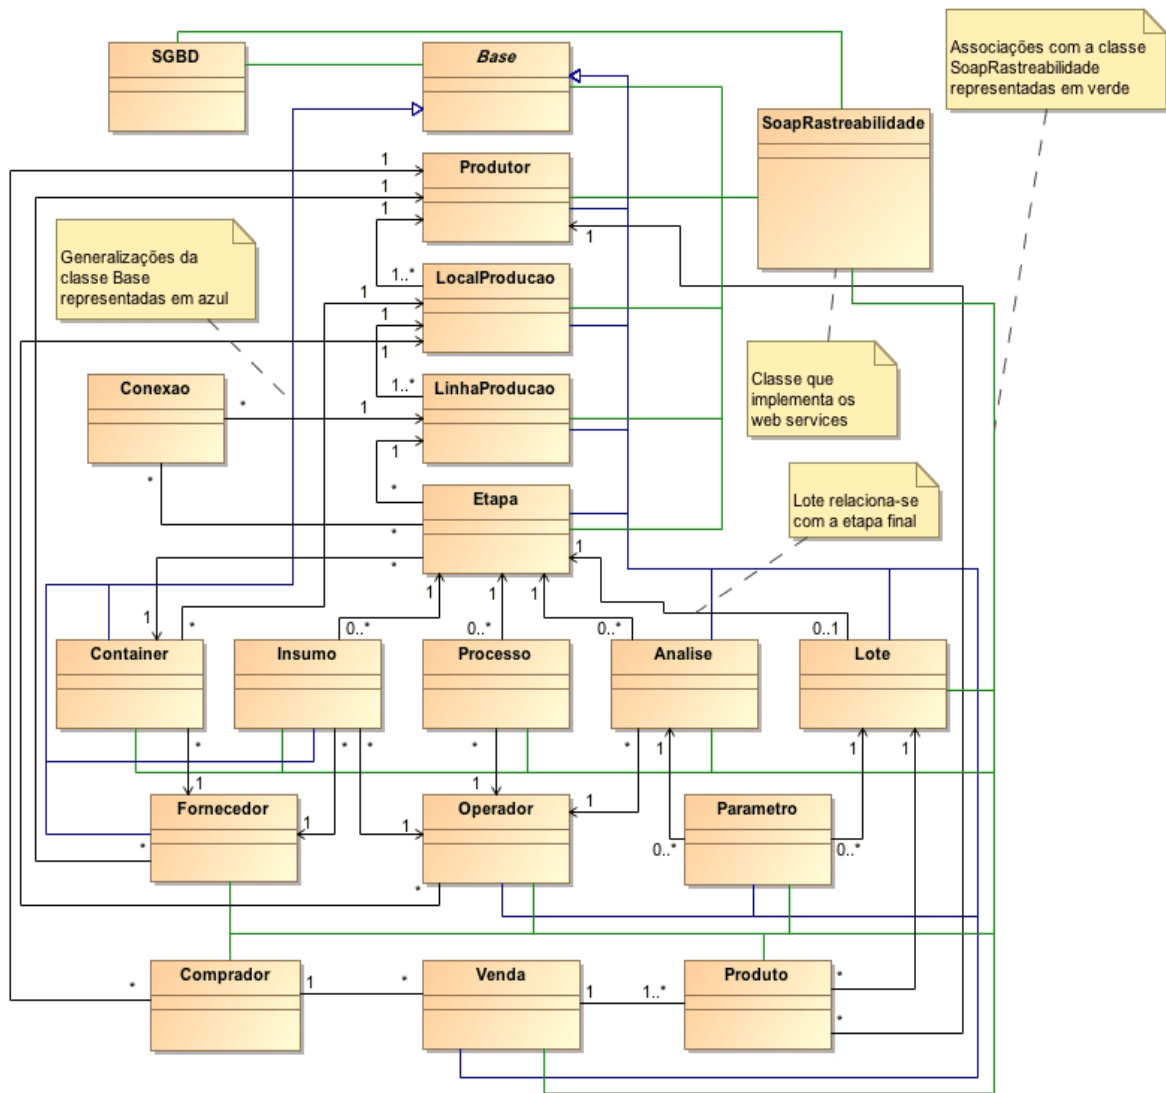 Associações com a classe
SoapRastreabilidade
representadas em verde
SGBD
Base
SoapRastreabilidade
1
Produtor
1
1
1
Generalizações da
classe Base
representadas em azul
1..*
LocalProducao
1
1
Classe que
implementa os
web services
Conexao
1..*
LinhaProducao
*
1
1
*
*
Etapa
Lote relaciona-se
com a etapa final
*
*
1
1
1
1
1
*
0..*
0..*
0..*
0..1
Container
Insumo
Processo
Analise
Lote
*
*
*
*
*
1
1
1
1
1
Fornecedor
Operador
Parametro
1
1
*
*
0..*
0..*
Comprador
Venda
Produto
*
1
*
1
1..*
*
*